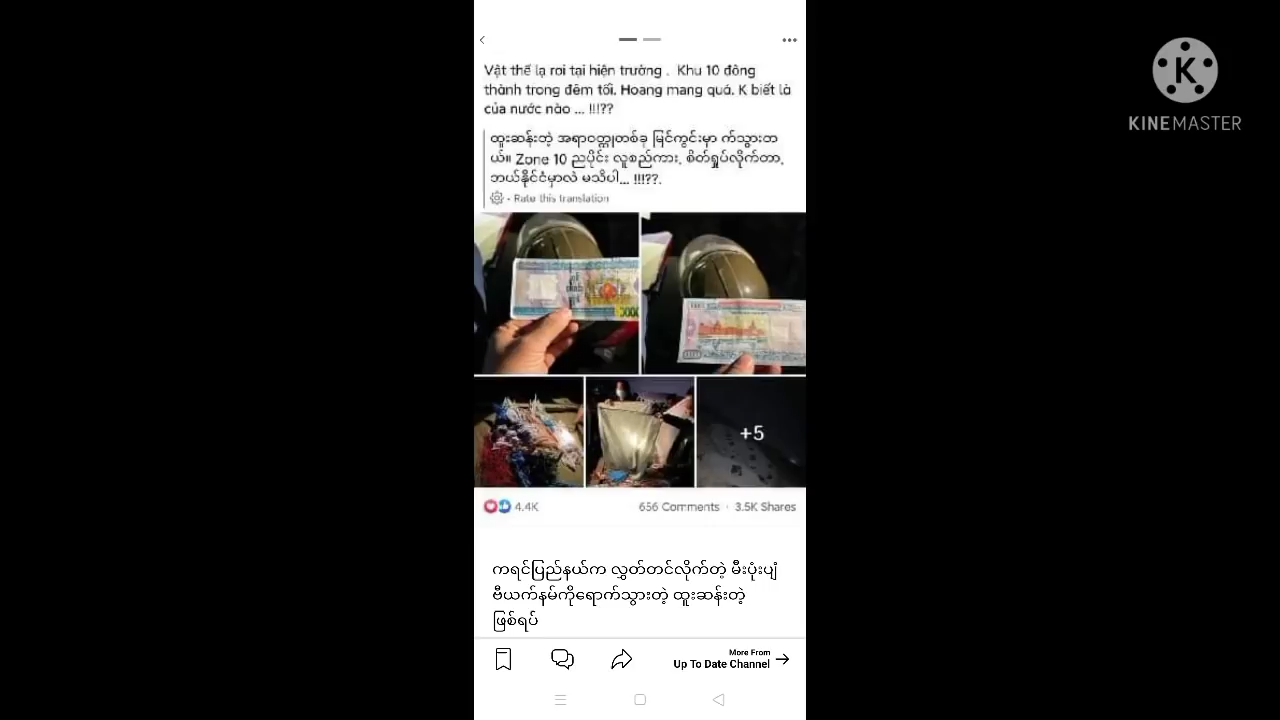 Vật thể lạ rơi tại hiện trường . Khu 10 đông
thành trong đêm tối. Hoang mang quá. K biết là
của nước nào ... !!!??
ထူးဆန်းတဲ့ အရာဝတ္ထုတစ်ခု မြင်ကွင်းမှာ ကျသွားတ
ယ်။ Zone 10 ညပိုင်း လူစည်ကား, စိတ်ရှုပ်လိုက်တာ,
ဘယ်နိုင်ငံမှာလဲ မသိပါ... !!!??.
- Rate this translation
+5
4.4K
656 Comments · 3.5K Shares
ကရင်ပြည်နယ်က လွှတ်တင်လိုက်တဲ့ မီးပုံးပျံ
ဗီယက်နမ်ကိုရောက်သွားတဲ့ ထူးဆန်းတဲ့
ဖြစ်ရပ်
More From
Up To Date Channel
K
KINEMASTER